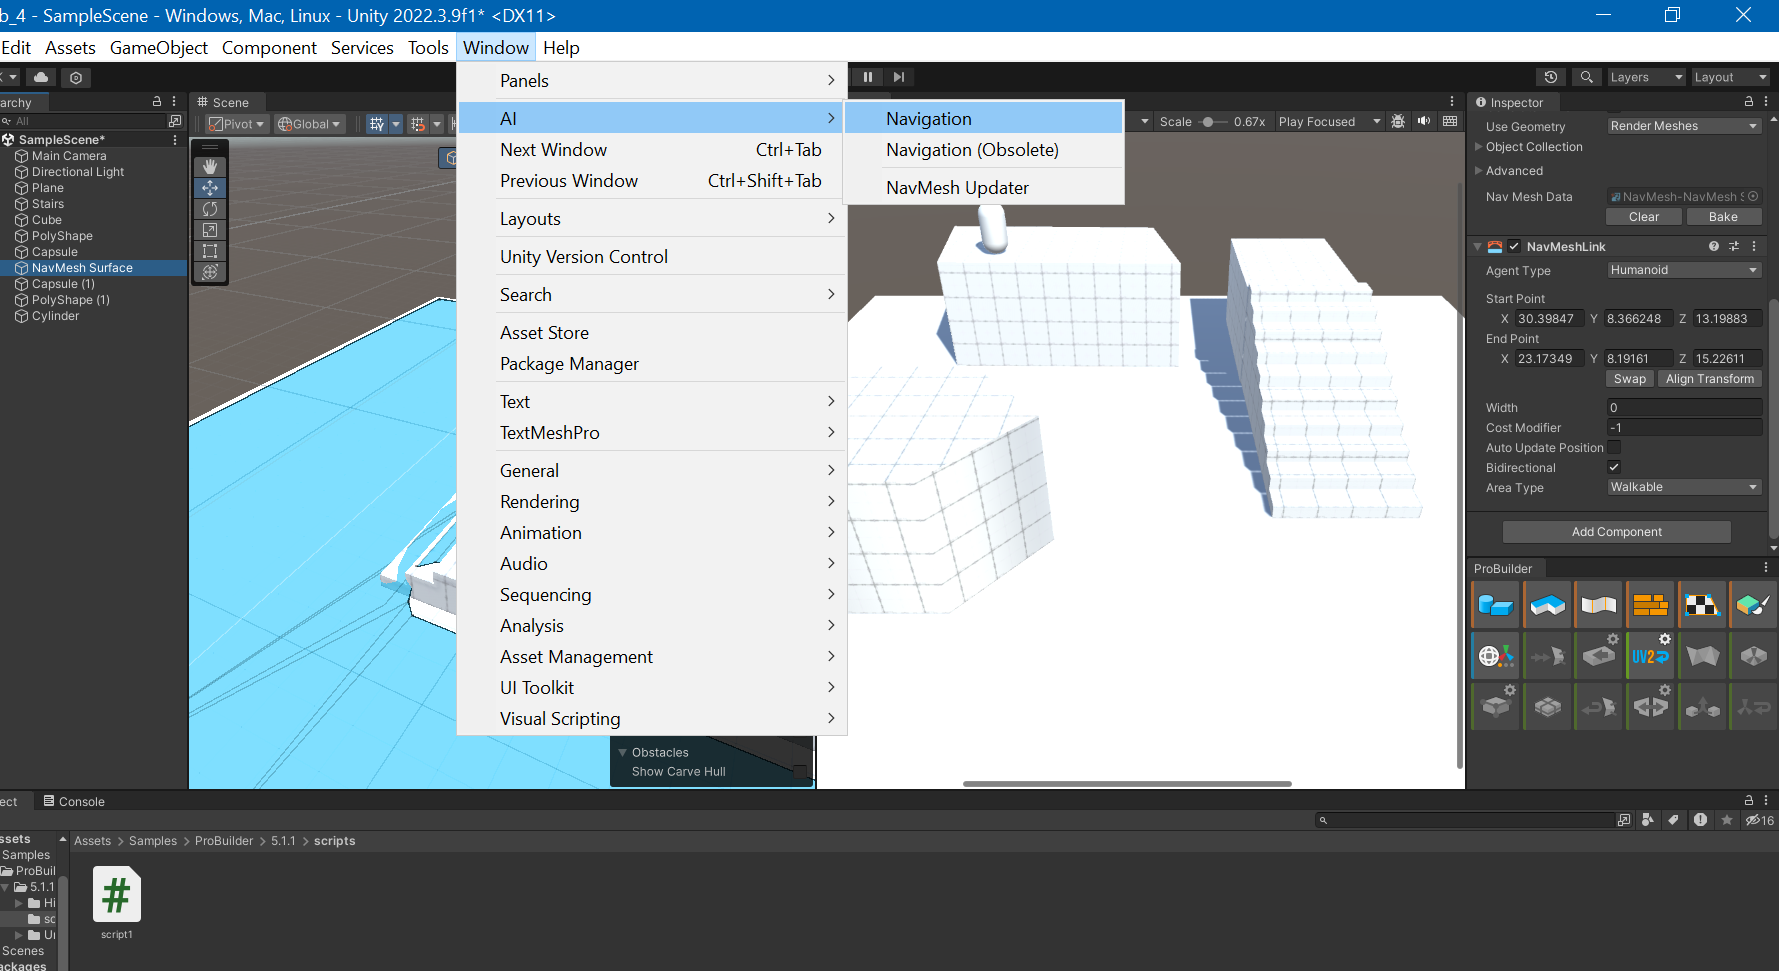 b_4 - SampleScene - Windows, Mac, Linux - Unity 2022.3.9f1* <DX11>
Edit Assets GameObject Component Services Tools Window Help
Layers Layout
archy
All
SampleScene*
Main Camera
Directional Light
Plane
Stairs
Cube
PolyShape
Capsule
NavMesh Surface
Capsule (1)
PolyShape (1)
Cylinder
Scene
Pivot Global
Panels
AI
Next Window Ctrl+Tab
Previous Window Ctrl+Shift+Tab
Layouts
Unity Version Control
Search
Asset Store
Package Manager
Text
TextMeshPro
General
Rendering
Animation
Audio
Sequencing
Analysis
Asset Management
UI Toolkit
Visual Scripting
Navigation
Navigation (Obsolete)
NavMesh Updater
Scale 0.67x Play Focused
Obstacles
Show Carve Hull
Inspector
Use Geometry Render Meshes
Object Collection
Advanced
Nav Mesh Data NavMesh-NavMesh S
Clear Bake
NavMeshLink
Agent Type Humanoid
Start Point
X 30.39847 Y 8.366248 Z 13.19883
End Point
X 23.17349 Y 8.19161 Z 15.22611
Swap Align Transform
Width 0
Cost Modifier -1
Auto Update Position
Bidirectional
Area Type Walkable
Add Component
ProBuilder
UV2
ect Console
16
ssets
Samples
ProBuil
5.1.1
Hi
sc
Scenes
ackages
Assets > Samples > ProBuilder > 5.1.1 > scripts
#
script1